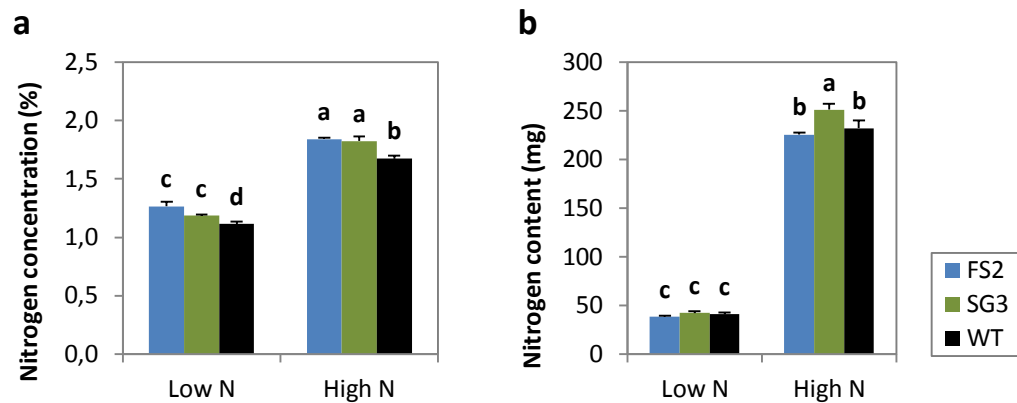 a
Nitrogen concentration (%)
2,5
2,0
1,5
1,0
0,5
0,0
c c d
a a b
Low N High N
b
Nitrogen content (mg)
300
250
200
150
100
50
0
c c c
b a b
Low N High N
FS2
SG3
WT